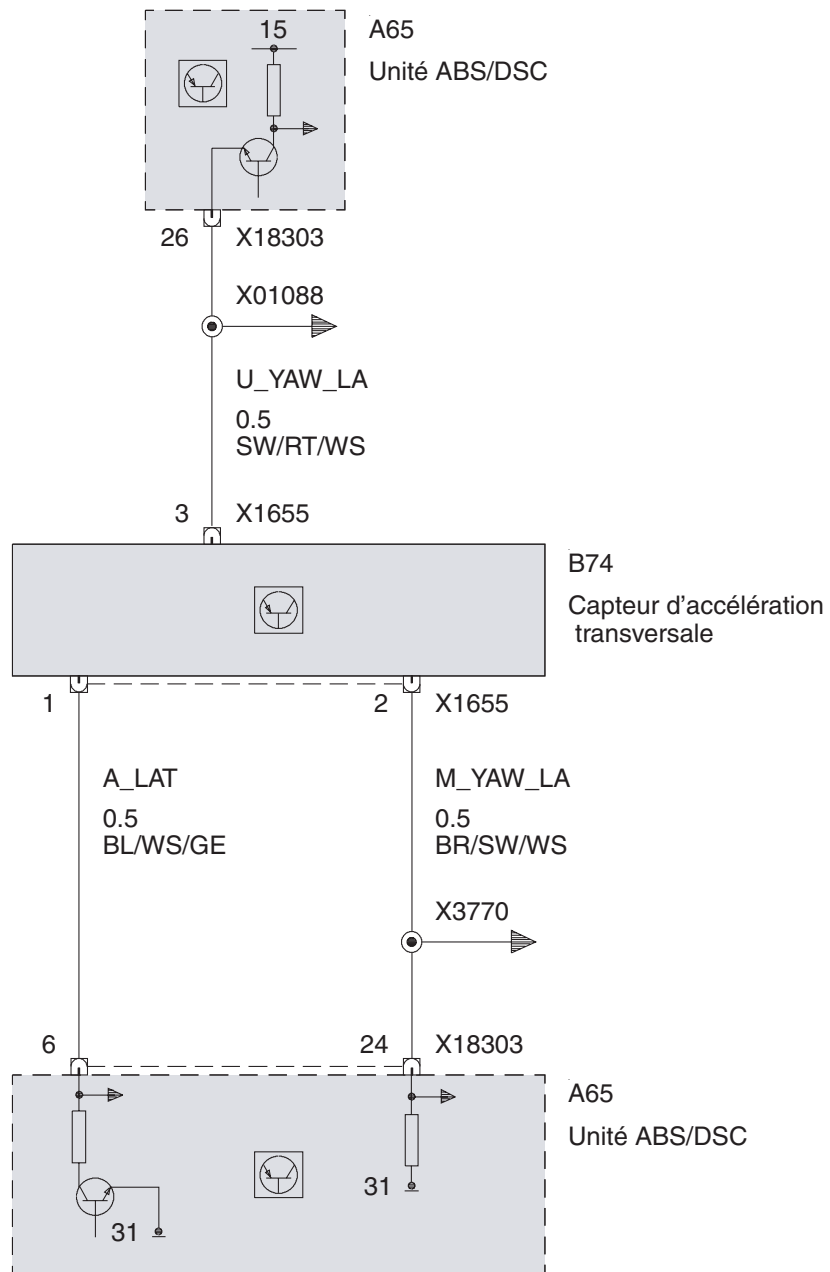 15
A65
Unité ABS/DSC
26 X18303
X01088
U_YAW_LA
0.5
SW/RT/WS
3 X1655
B74
Capteur d'accélération
transversale
1 2 X1655
A_LAT M_YAW_LA
0.5 0.5
BL/WS/GE BR/SW/WS
X3770
6 24 X18303
A65
Unité ABS/DSC
31
31